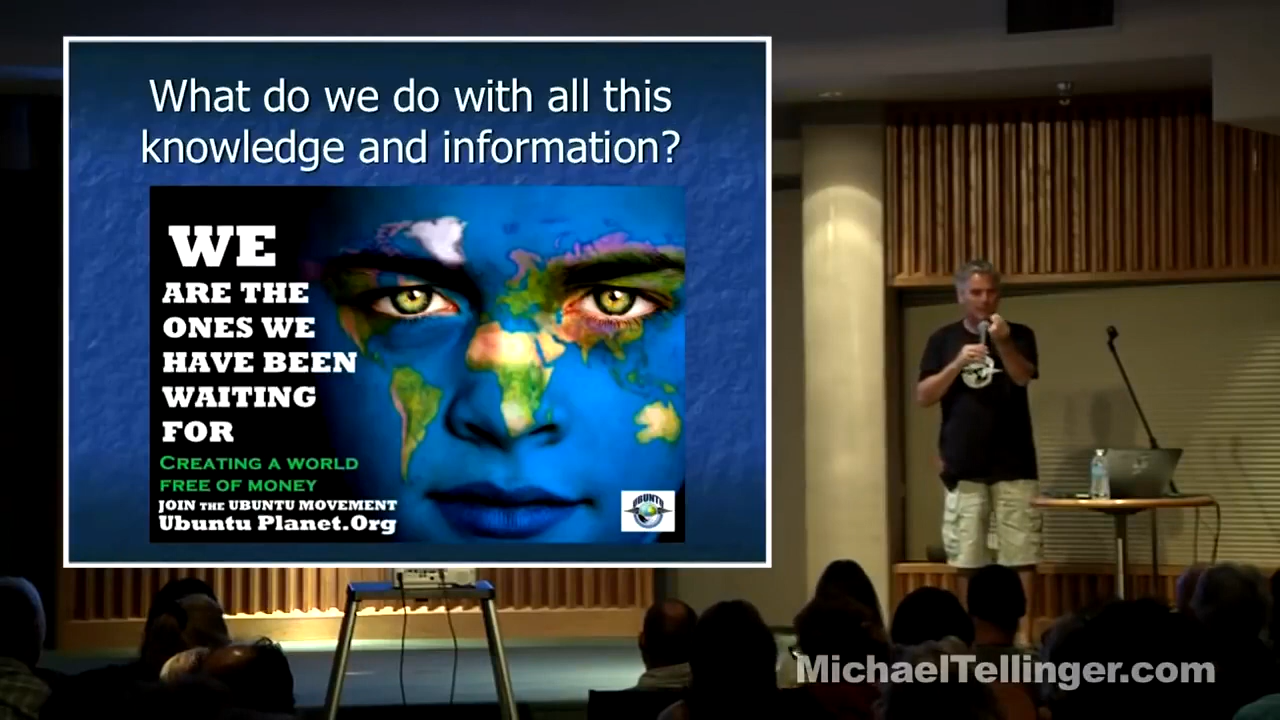 What do we do with all this
knowledge and information?
WE
ARE THE
ONES WE
HAVE BEEN
WAITING
FOR
CREATING A WORLD
FREE OF MONEY
JOIN THE UBUNTU MOVEMENT
Ubuntu Planet.Org
UBUNTU
MichaelTellinger.com